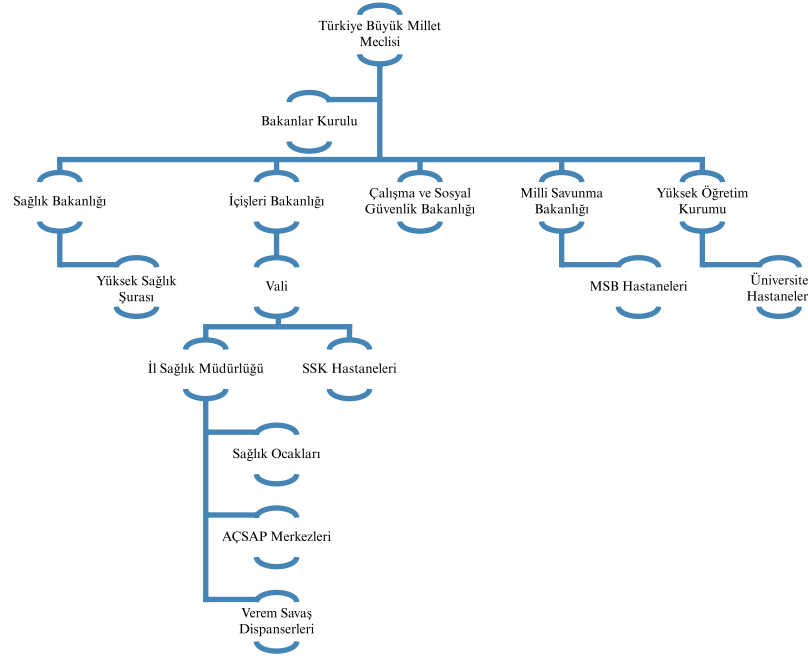 Türkiye Büyük Millet
Meclisi
Bakanlar Kurulu
Sağlık Bakanlığı
İçişleri Bakanlığı
Çalışma ve Sosyal
Güvenlik Bakanlığı
Milli Savunma
Bakanlığı
Yüksek Öğretim
Kurumu
Yüksek Sağlık
Şurası
Vali
MSB Hastaneleri
Üniversite
Hastaneler
İl Sağlık Müdürlüğü
SSK Hastaneleri
Sağlık Ocakları
AÇSAP Merkezleri
Verem Savaş
Dispanserleri